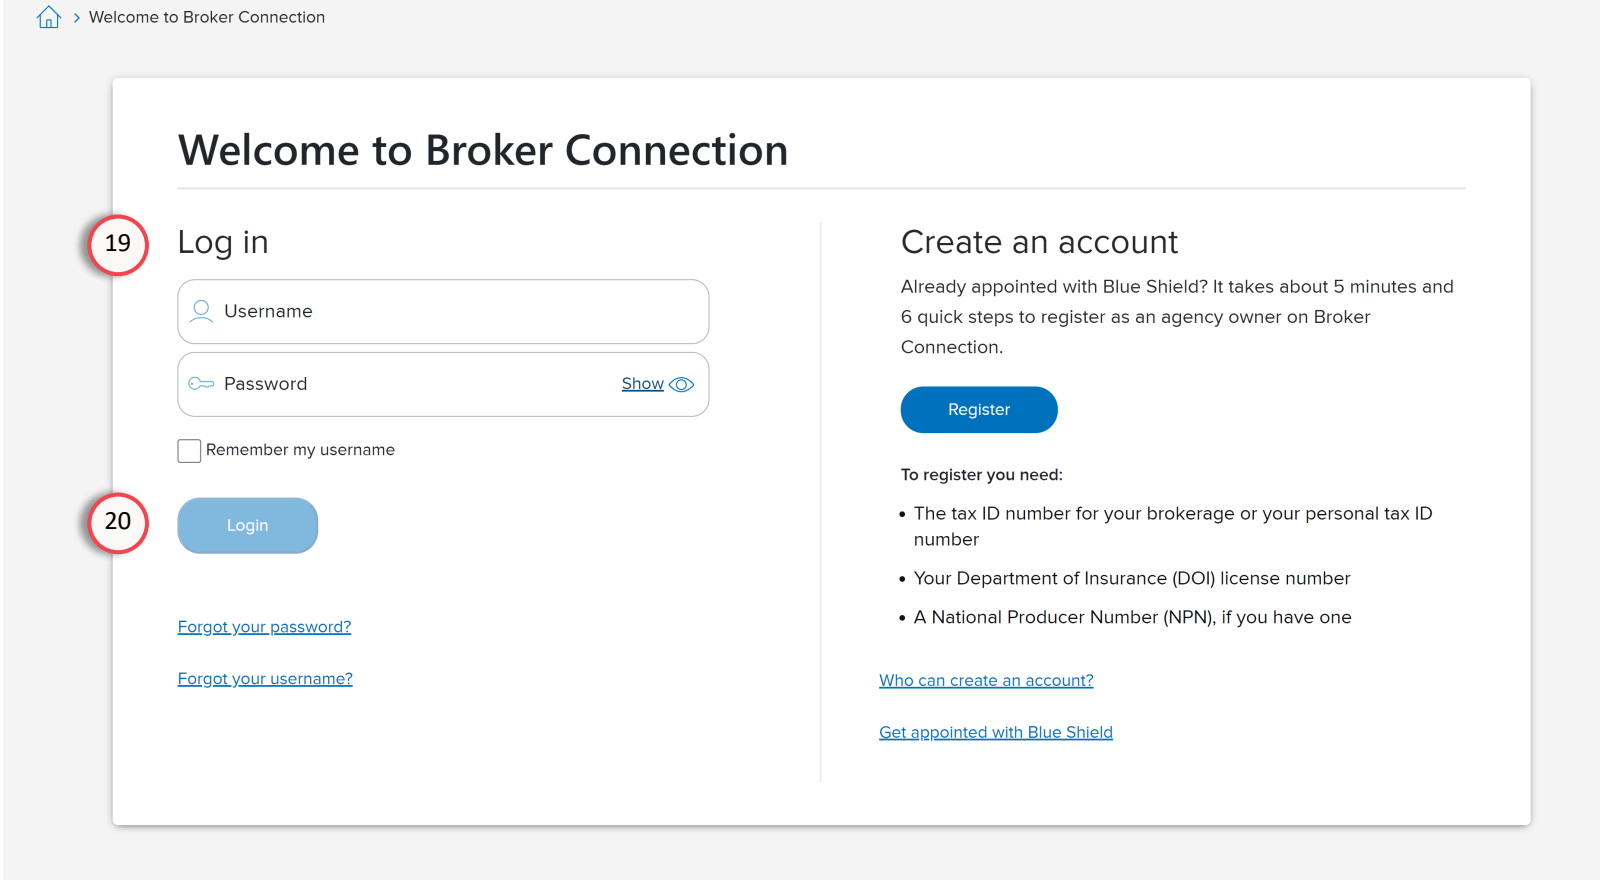 Welcome to Broker Connection
Welcome to Broker Connection
19
Log in
Username
Password
Show
Remember my username
20
Login
Forgot your password?
Forgot your username?
Create an account
Already appointed with Blue Shield? It takes about 5 minutes and
6 quick steps to register as an agency owner on Broker
Connection.
Register
To register you need:
• The tax ID number for your brokerage or your personal tax ID
number
• Your Department of Insurance (DOI) license number
• A National Producer Number (NPN), if you have one
Who can create an account?
Get appointed with Blue Shield